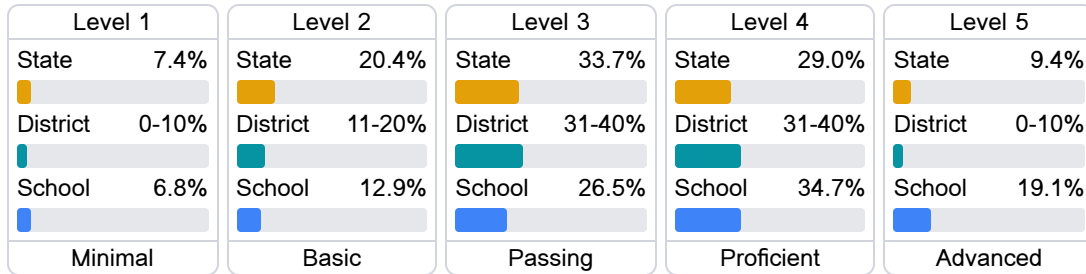 Level 1
State 7.4%
District 0-10%
School 6.8%
Minimal
Level 2
State 20.4%
District 11-20%
School 12.9%
Basic
Level 3
State 33.7%
District 31-40%
School 26.5%
Passing
Level 4
State 29.0%
District 31-40%
School 34.7%
Proficient
Level 5
State 9.4%
District 0-10%
School 19.1%
Advanced